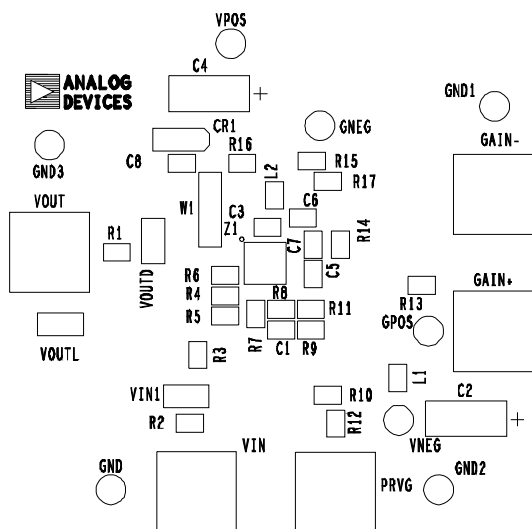 VPOS
C4
ANALOG
DEVICES
GND1
GNEG
CR1
GAIN-
R16
C8
R15
GND3
L2
R17
VOUT
W1
C6
C3
Z1
R14
R1
C7
VOUTD
C5
R6
R4
R8
R13
GAIN+
R5
R11
GPOS
VOUTL
R7
C1
R9
R3
L1
VIN1
R10
C2
R2
R12
VIN
VNEG
GND
GND2
PRVG